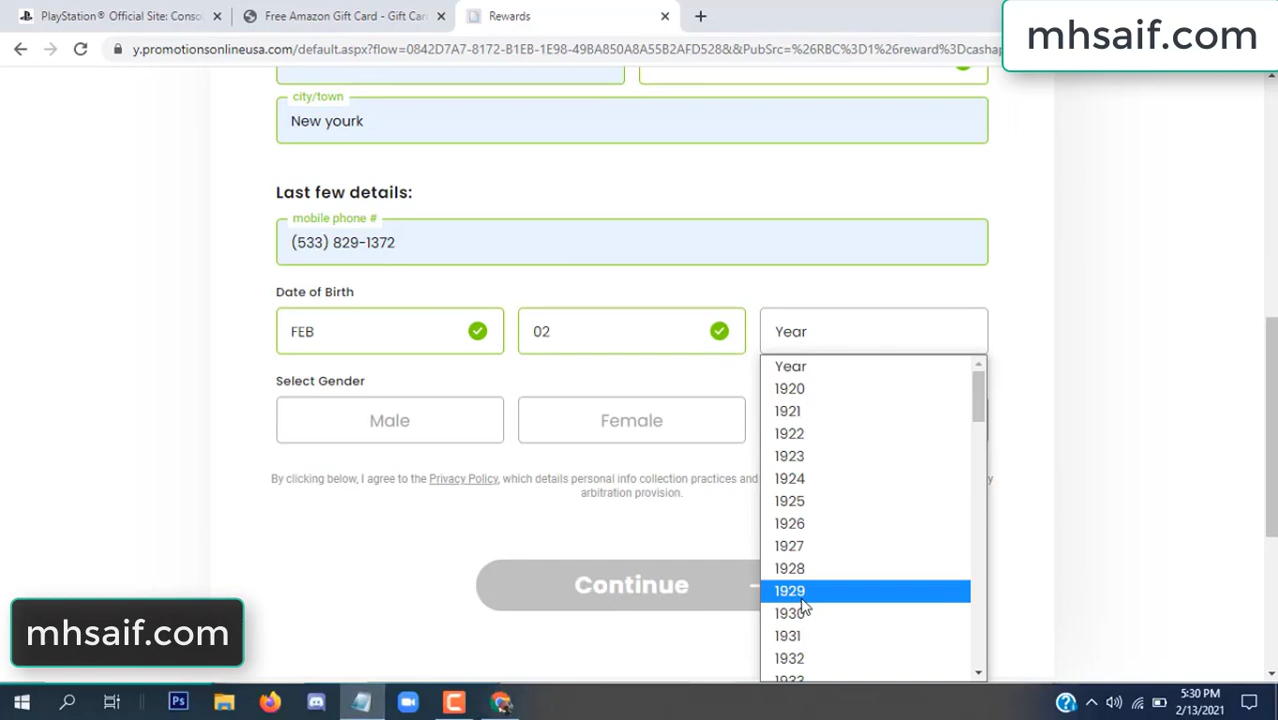 PlayStation® Official Site: Conso
Free Amazon Gift Card - Gift Car
Rewards
mhsaif.com
y.promotionsonlineusa.com/default.aspx?flow=0842D7A7-8172-B1EB-1E98-49BA850A8A55B2AFD528&&PubSrc=%26RBC%3D1%26reward%3Dcashap
city/town
New yourk
Last few details:
mobile phone #
(533) 829-1372
Date of Birth
FEB
02
Year
Year
1920
Select Gender
1921
Male
Female
1922
1923
By clicking below, I agree to the Privacy Policy, which details personal info collection practices and
1924
arbitration provision.
1925
1926
1927
1928
Continue
1929
1930
mhsaif.com
1931
1932
1933
Ps
5:30 PM
2/13/2021